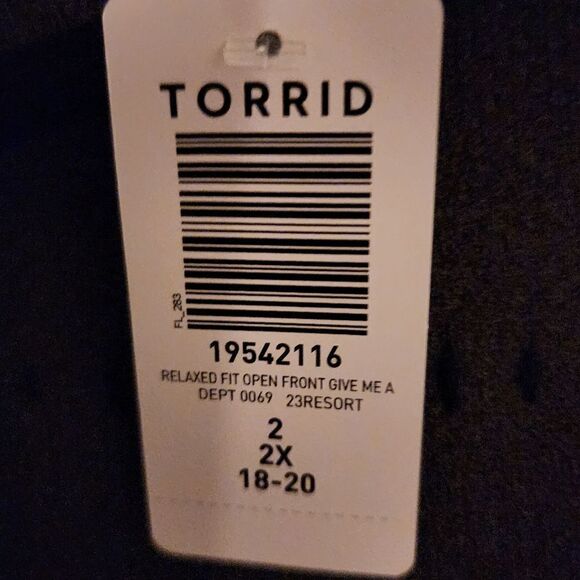 TORRID
FL_283
19542116
RELAXED FIT OPEN FRONT GIVE ME A
DEPT 0069 23RESORT
2
2X
18-20